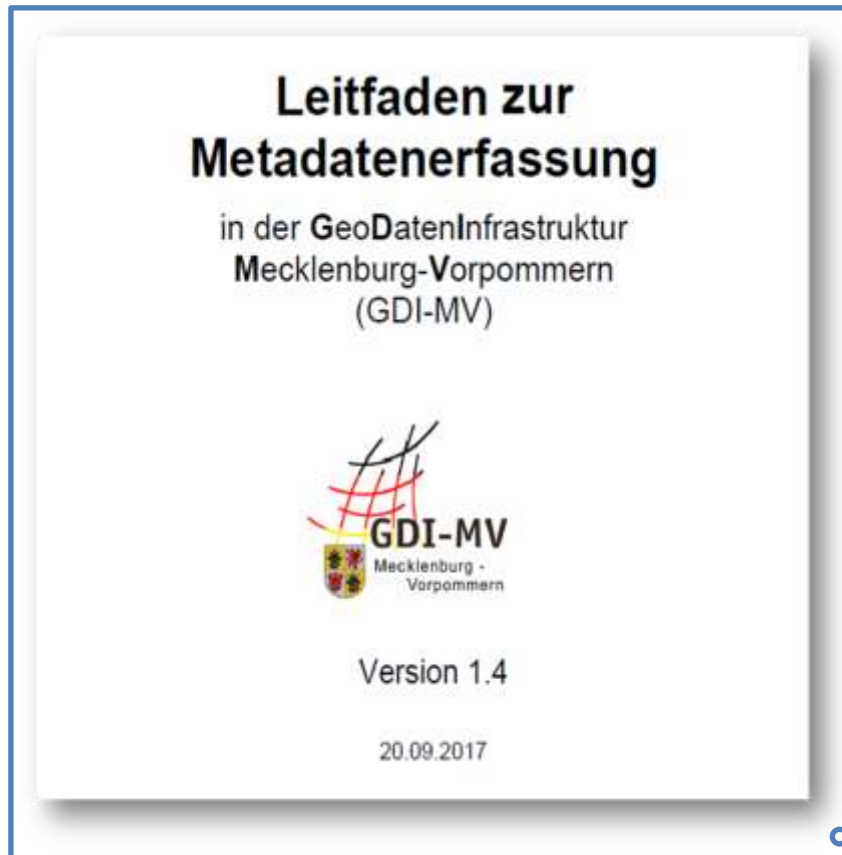 Leitfaden zur
Metadatenerfassung
in der GeoDatenInfrastruktur
Mecklenburg-Vorpommern
(GDI-MV)
GDI-MV
Mecklenburg -
Vorpommern
Version 1.4
20.09.2017